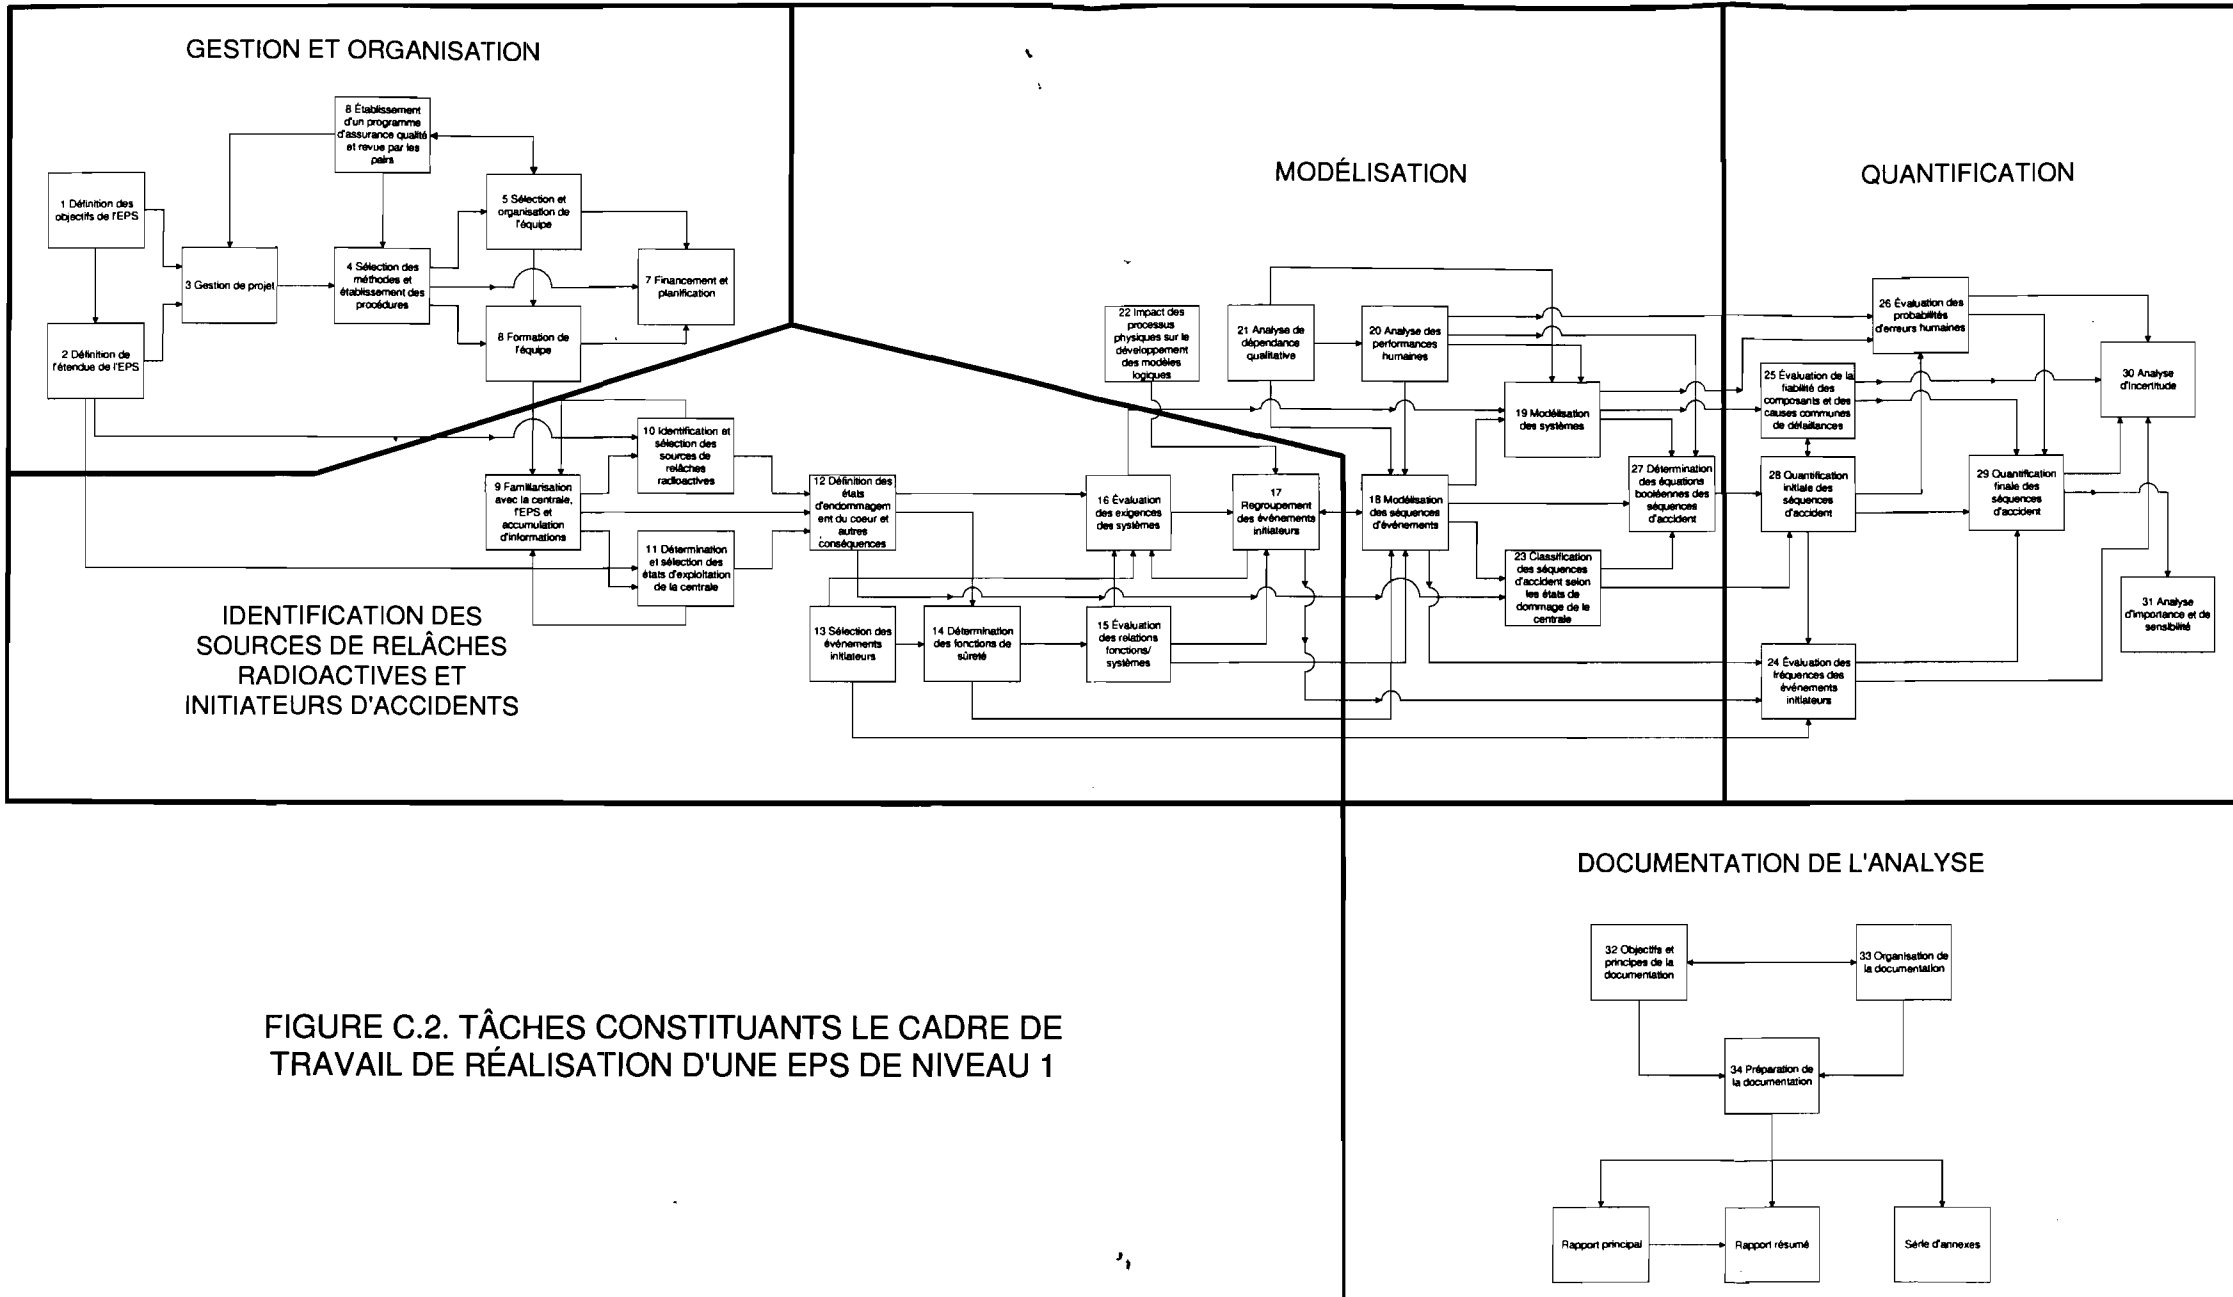 GESTION ET ORGANISATION
8 Établissement
d'un programme
d'assurance qualité
et revue par les
pairs
1 Définition des
objectifs de l'EPS
5 Sélection et
organisation de
l'équipe
3 Gestion de projet
4 Sélection des
méthodes et
établissement des
procédures
7 Financement et
planification
2 Définition de
l'étendue de l'EPS
8 Formation de
l'équipe
IDENTIFICATION DES
SOURCES DE RELÂCHES
RADIOACTIVES ET
INITIATEURS D'ACCIDENTS
10 Identification et
sélection des
sources de
relâches
radioactives
9 Familiarisation
avec la centrale,
l'EPS et
accumulation
d'informations
11 Détermination
et sélection des
états d'exploitation
de la centrale
12 Définition des
états
d'endommagem
ent du coeur et
autres
conséquences
13 Sélection des
événements
initiateurs
14 Détermination
des fonctions de
sûreté
15 Évaluation
des relations
fonctions/
systèmes
16 Évaluation
des exigences
des systèmes
17
Regroupement
des événements
initiateurs
MODÉLISATION
22 Impact des
processus
physiques sur le
développement
des modèles
logiques
21 Analyse de
dépendance
qualitative
20 Analyse des
performances
humaines
19 Modélisation
des systèmes
18 Modélisation
des séquences
d'événements
27 Détermination
des équations
booléennes des
séquences
d'accident
23 Classification
des séquences
d'accident selon
les états de
dommage de le
centrale
QUANTIFICATION
26 Évaluation des
probabilités
d'erreurs humaines
25 Évaluation de la
fiabilité des
composants et des
causes communes
de défaillances
30 Analyse
d'incertitude
28 Quantification
initiale des
séquences
d'accident
29 Quantification
finale des
séquences
d'accident
31 Analyse
d'importance et de
sensibilité
24 Évaluation des
fréquences des
événements
initiateurs
DOCUMENTATION DE L'ANALYSE
32 Objectifs et
principes de la
documentation
33 Organisation de
la documentation
34 Préparation de
la documentation
Rapport principal
Rapport résumé
Série d'annexes
FIGURE C.2. TÂCHES CONSTITUANTS LE CADRE DE
TRAVAIL DE RÉALISATION D'UNE EPS DE NIVEAU 1